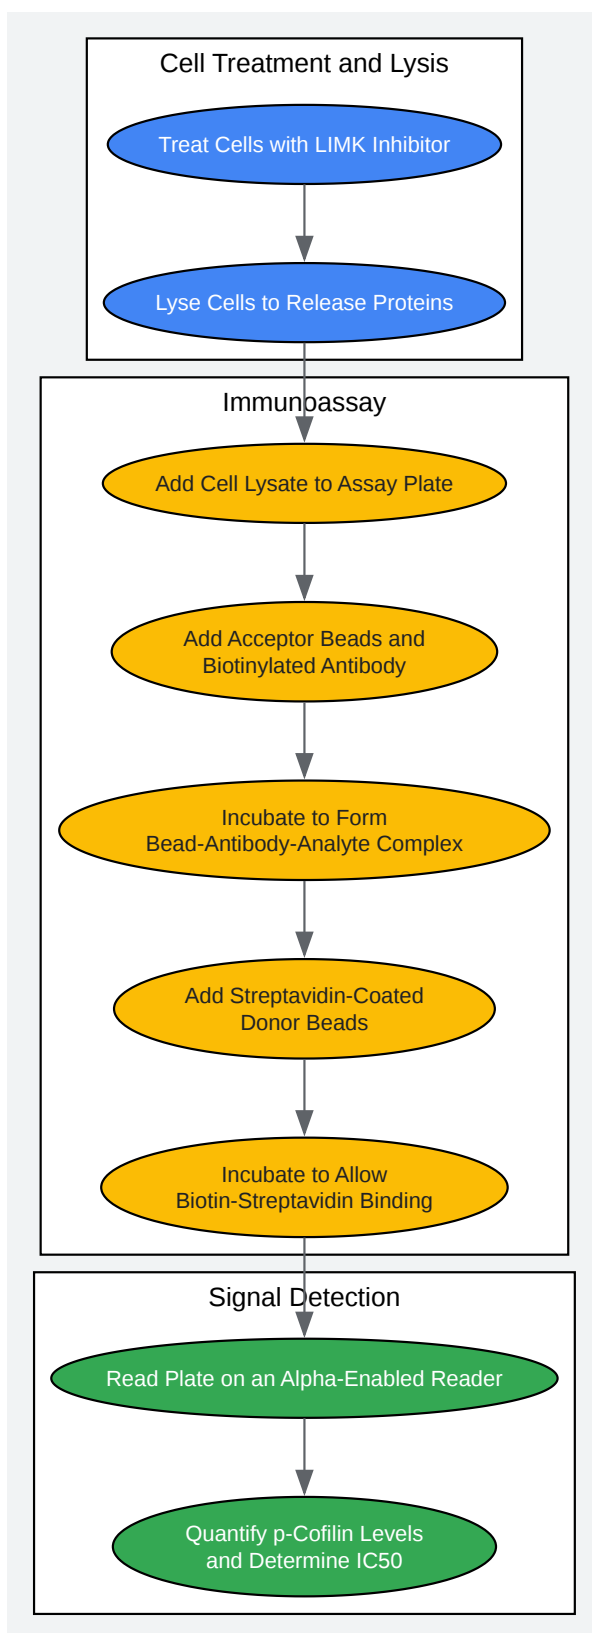 Cell Treatment and Lysis
Treat Cells with LIMK Inhibitor
Lyse Cells to Release Proteins
Immunoassay
Add Cell Lysate to Assay Plate
Add Acceptor Beads and
Biotinylated Antibody
Incubate to Form
Bead-Antibody-Analyte Complex
Add Streptavidin-Coated
Donor Beads
Incubate to Allow
Biotin-Streptavidin Binding
Signal Detection
Read Plate on an Alpha-Enabled Reader
Quantify p-Cofilin Levels
and Determine IC50